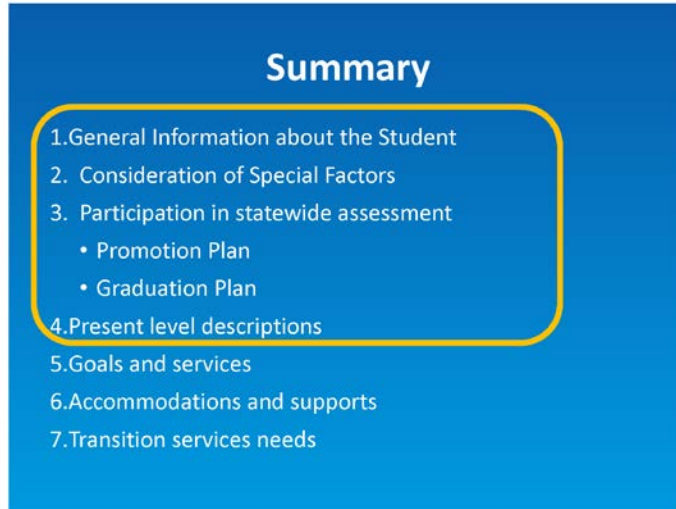 Summary
1.General Information about the Student
2. Consideration of Special Factors
3. Participation in statewide assessment
• Promotion Plan
• Graduation Plan
4.Present level descriptions
5.Goals and services
6.Accommodations and supports
7.Transition services needs